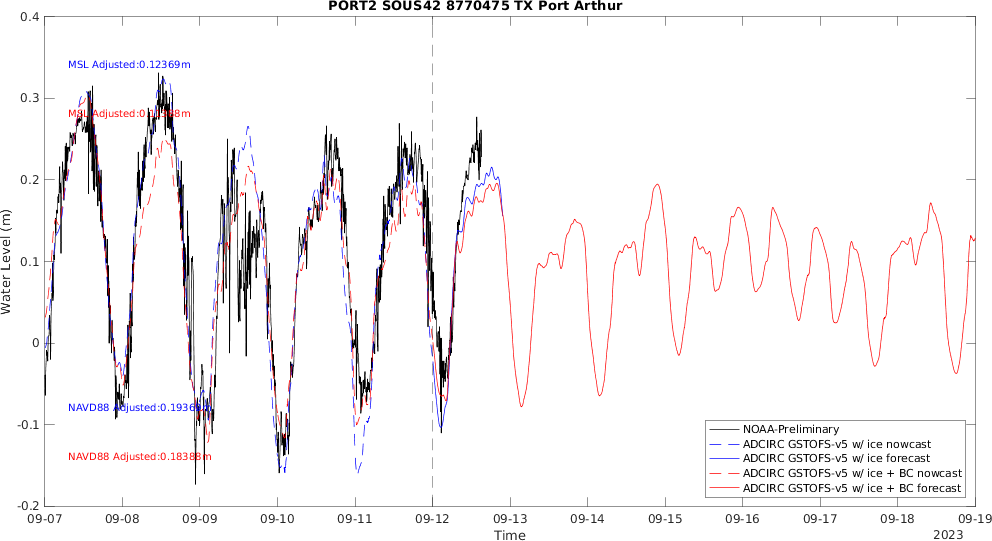 PORT2 SOUS42 8770475 TX Port Arthur
0.4
0.3
0.2
0.1
0
-0.1
-0.2
Water Level (m)
MSL Adjusted:0.12369m
MSL Adjusted:
NAVD88 Adjusted:0.1936
NAVD88 Adjusted:0.18388m
NOAA-Preliminary
ADCIRC GSTOFS-v5 w/ ice nowcast
ADCIRC GSTOFS-v5 w/ ice forecast
ADCIRC GSTOFS-v5 w/ ice + BC nowcast
ADCIRC GSTOFS-v5 w/ ice + BC forecast
09-07 09-08 09-09 09-10 09-11 09-12 09-13 09-14 09-15 09-16 09-17 09-18 09-19
Time
2023